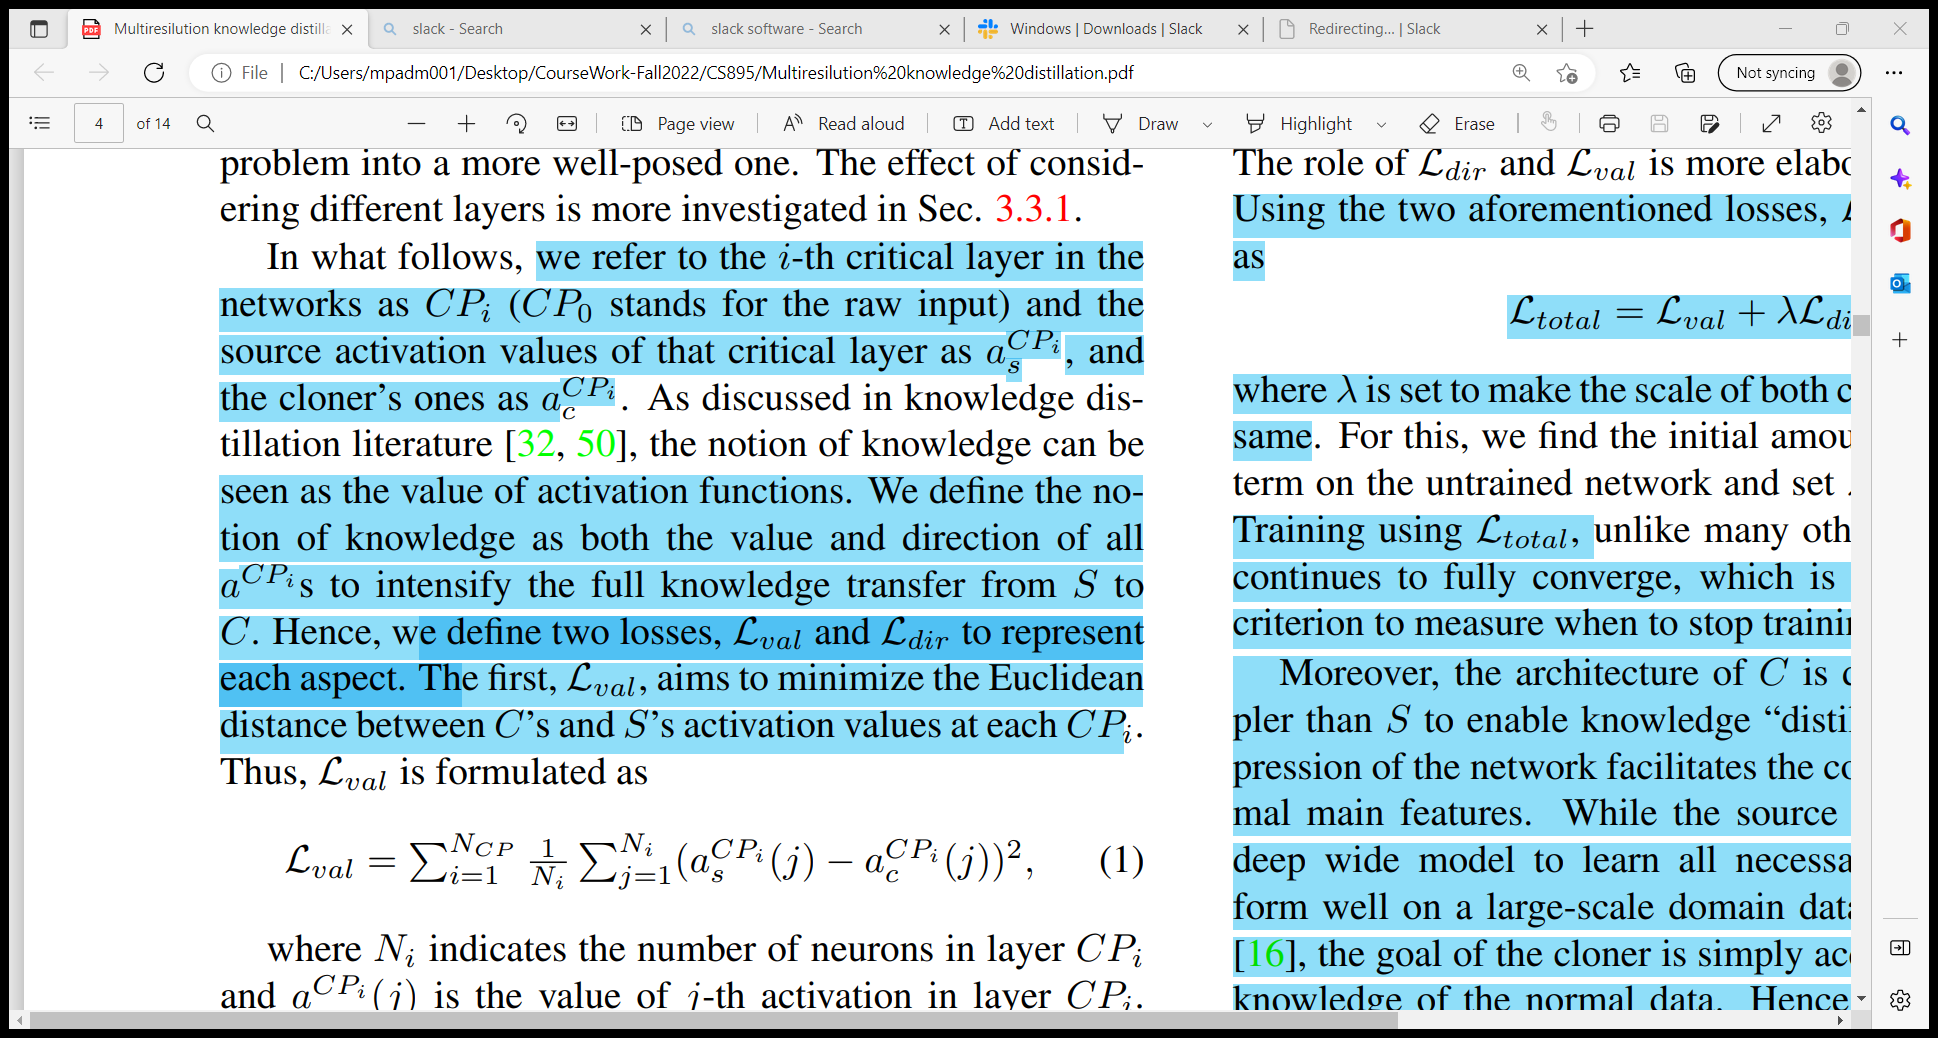 Multiresilution knowledge distilla
slack - Search
slack software - Search
Windows | Downloads | Slack
Redirecting... | Slack
File | C:/Users/mpadm001/Desktop/CourseWork-Fall2022/CS895/Multiresilution%20knowledge%20distillation.pdf
Not syncing
4 of 14
Page view
Read aloud
Add text
Draw
Highlight
Erase
problem into a more well-posed one. The effect of consid-
ering different layers is more investigated in Sec. 3.3.1.
In what follows, we refer to the i-th critical layer in the
networks as CP_i (CP_0 stands for the raw input) and the
source activation values of that critical layer as a_s^{CP_i}, and
the cloner’s ones as a_c^{CP_i}. As discussed in knowledge dis-
tillation literature [32, 50], the notion of knowledge can be
seen as the value of activation functions. We define the no-
tion of knowledge as both the value and direction of all
a^{CP_i}s to intensify the full knowledge transfer from S to
C. Hence, we define two losses, L_val and L_dir to represent
each aspect. The first, L_val, aims to minimize the Euclidean
distance between C’s and S’s activation values at each CP_i.
Thus, L_val is formulated as
L_val = ∑_{i=1}^{N_CP} 1/N_i ∑_{j=1}^{N_i} (a_s^{CP_i}(j) − a_c^{CP_i}(j))^2, (1)
where N_i indicates the number of neurons in layer CP_i
and a^{CP_i}(j) is the value of j-th activation in layer CP_i.
The role of L_dir and L_val is more elabo
Using the two aforementioned losses, L
as
L_total = L_val + λL_di
where λ is set to make the scale of both c
same. For this, we find the initial amou
term on the untrained network and set
Training using L_total, unlike many oth
continues to fully converge, which is
criterion to measure when to stop traini
Moreover, the architecture of C is d
pler than S to enable knowledge “distil
pression of the network facilitates the co
mal main features. While the source
deep wide model to learn all necessa
form well on a large-scale domain data
[16], the goal of the cloner is simply ac
knowledge of the normal data. Hence